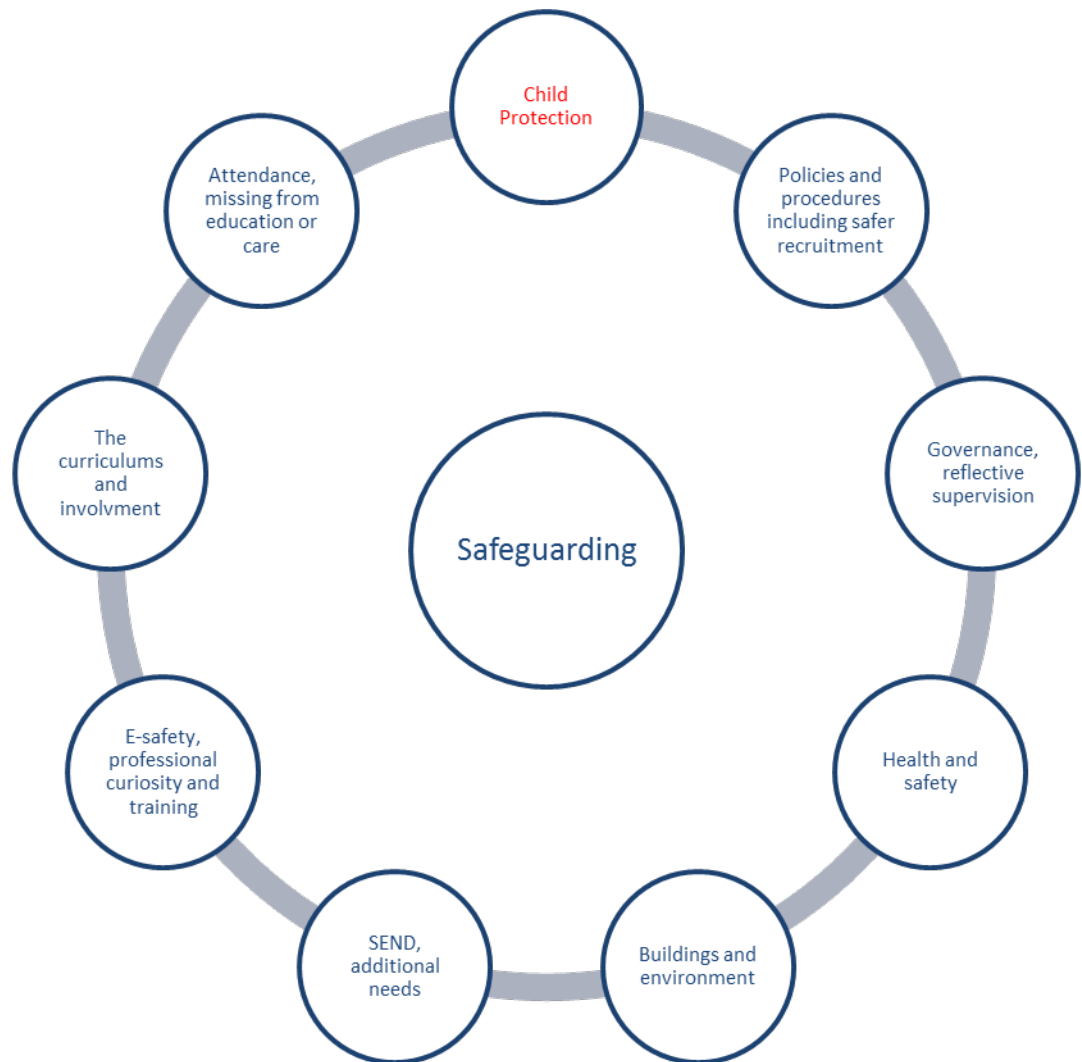 Child
Protection
Policies and
procedures
including safer
recruitment
Governance,
reflective
supervision
Health and
safety
Buildings and
environment
SEND,
additional
needs
E-safety,
professional
curiosity and
training
The
curriculums
and
involvment
Attendance,
missing from
education or
care
Safeguarding